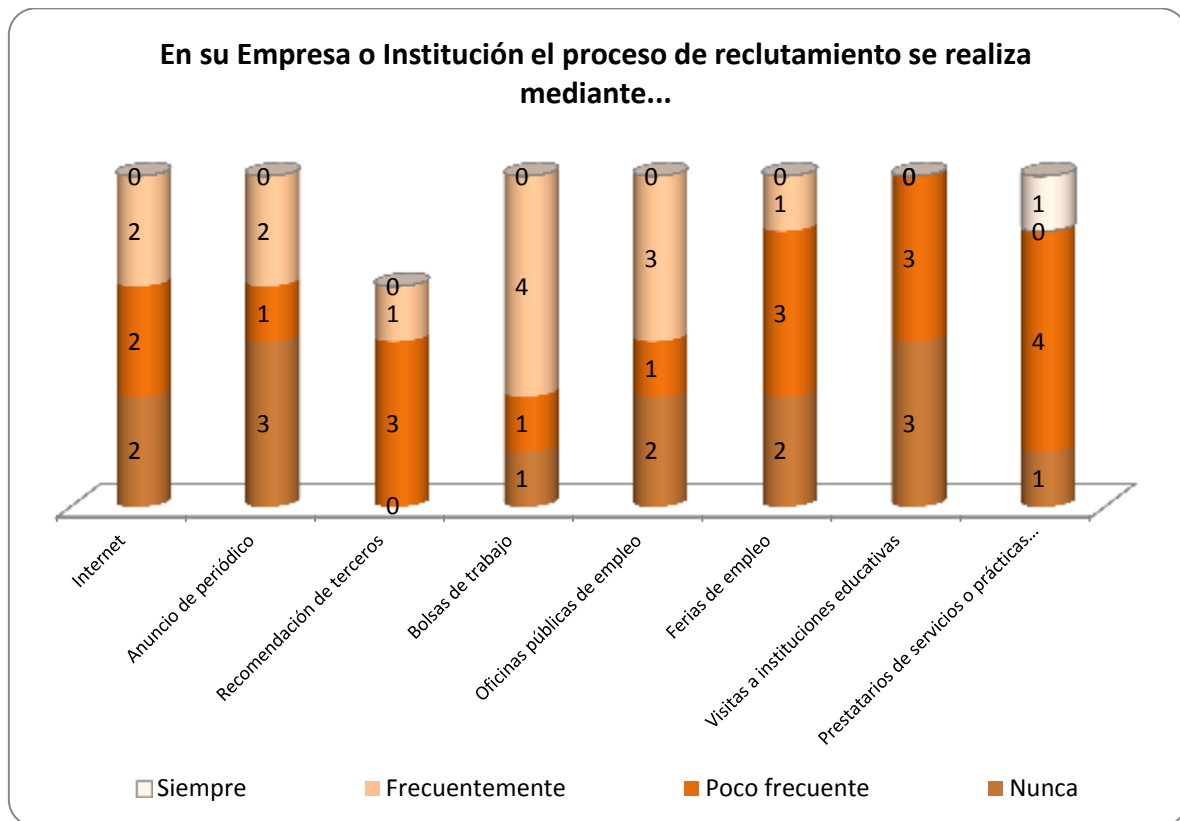 En su Empresa o Institución el proceso de reclutamiento se realiza
mediante...
0 0 0 0 0 0 1
2 2 0 4 3 1 3 0
2 1 1 1 1 3 3 4
2 3 3 1 2 2 1
0
Internet
Anuncio de periódico
Recomendación de terceros
Bolsas de trabajo
Oficinas públicas de empleo
Ferias de empleo
Visitas a instituciones educativas
Prestatarios de servicios o prácticas...
Siempre Frecuentemente Poco frecuente Nunca